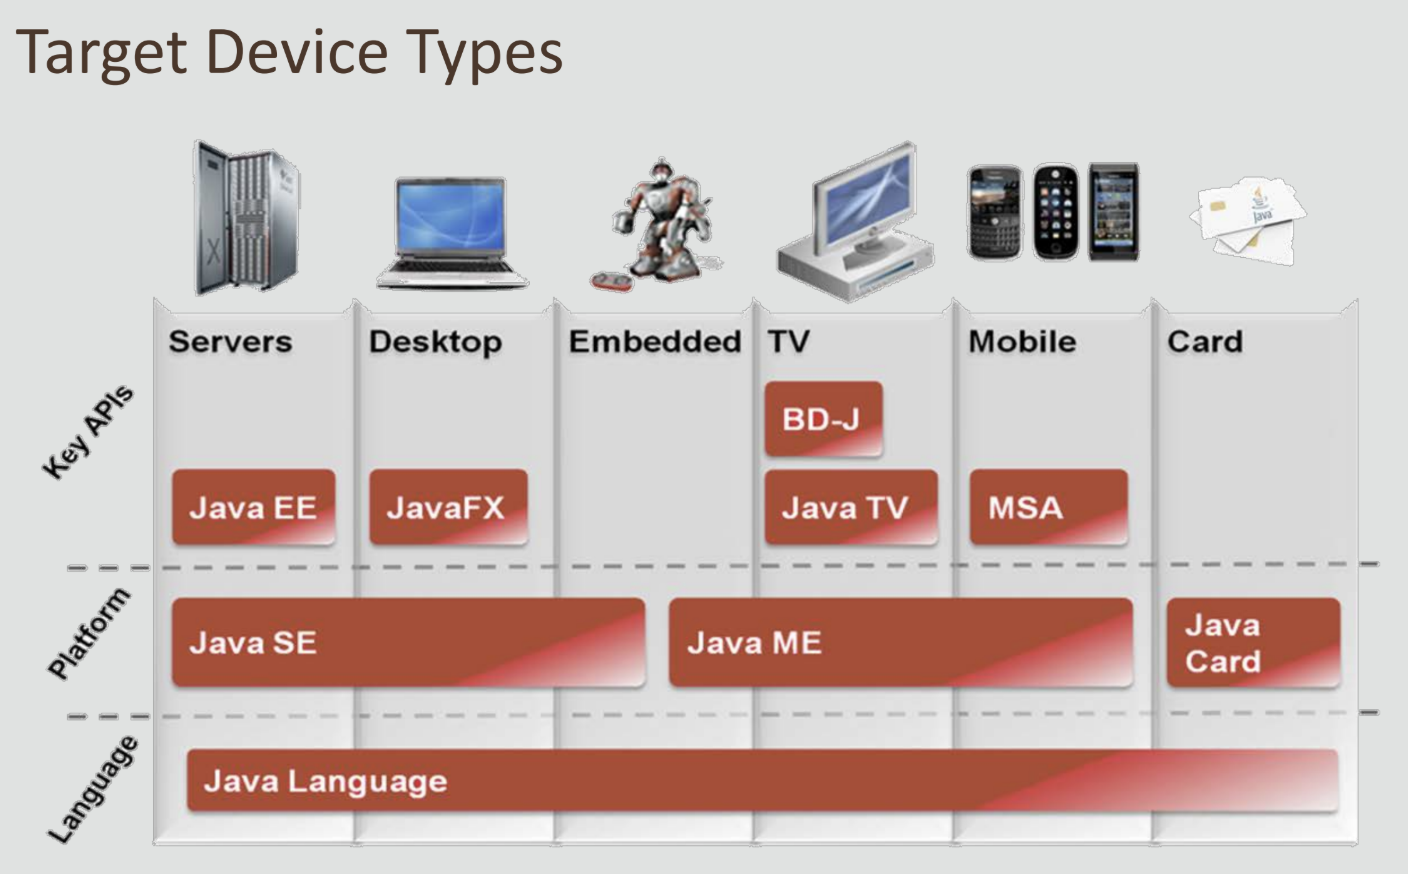 Target Device Types
Java
Servers
Desktop
Embedded
TV
Mobile
Card
Key APIs
BD-J
Java EE
JavaFX
Java TV
MSA
Platform
Java SE
Java ME
Java
Card
Language
Java Language